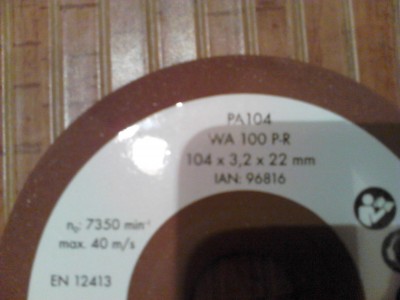 PA104
WA 100 P-R
104 x 3,2 x 22 mm
IAN: 96816
n₀: 7350 min⁻¹
max. 40 m/s
EN 12413